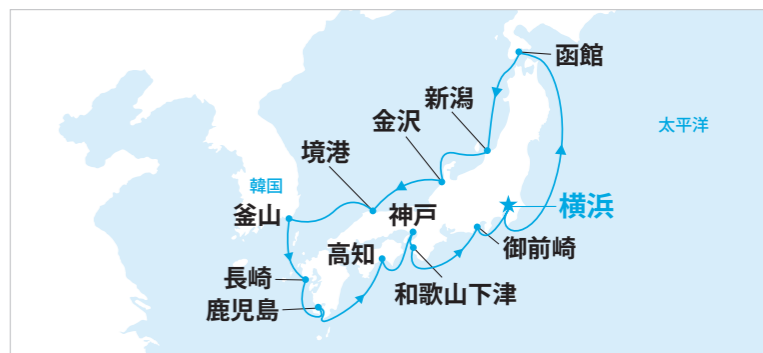 函館
新潟
太平洋
金沢
境港
韓国
釜山
神戸
横浜
高知
御前崎
長崎
和歌山下津
鹿児島